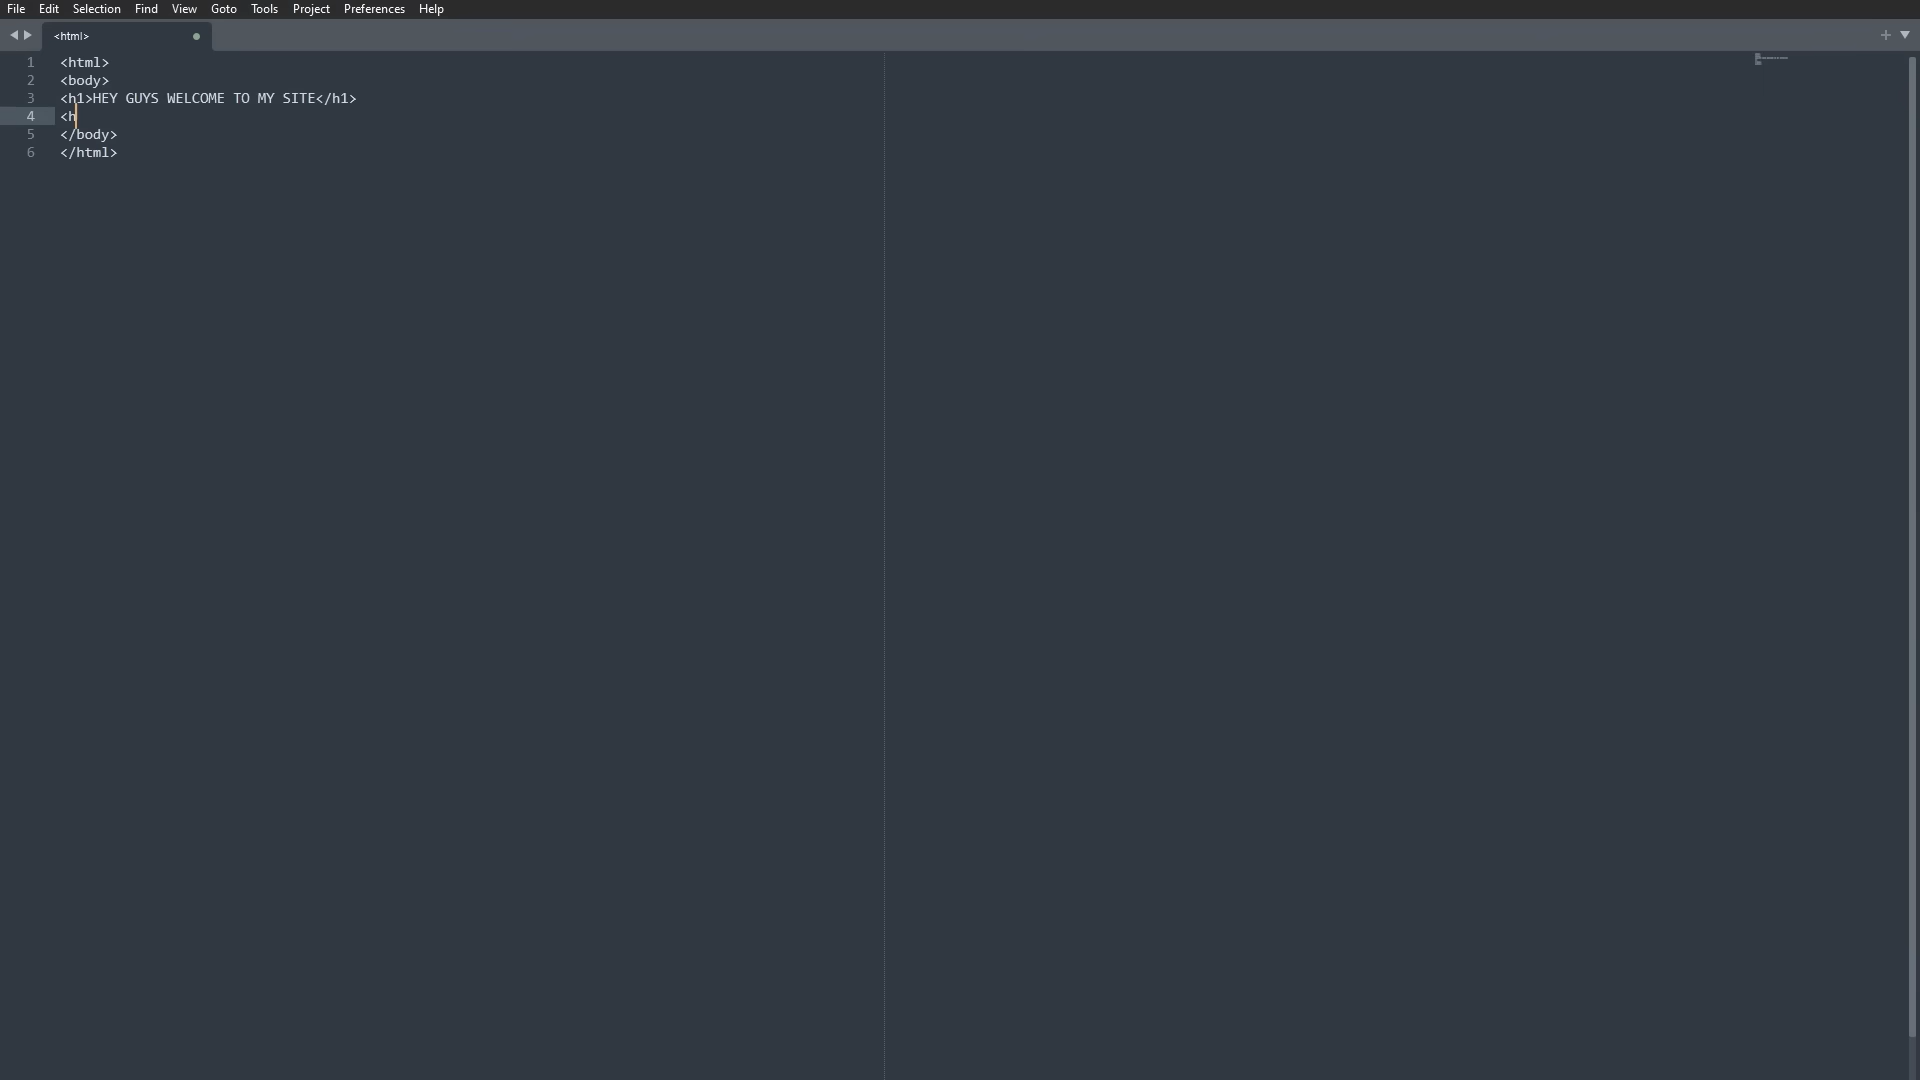 File Edit Selection Find View Goto Tools Project Preferences Help
<html>
1 <html>
2 <body>
3 <h1>HEY GUYS WELCOME TO MY SITE</h1>
4 <h
5 </body>
6 </html>